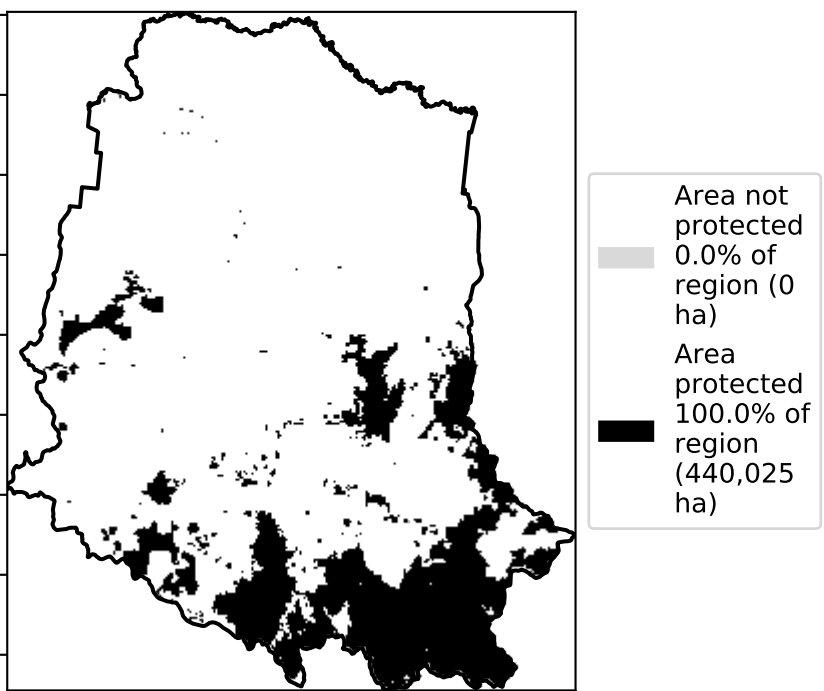 Area not
protected
0.0% of
region (0
ha)
Area
protected
100.0% of
region
(440,025
ha)